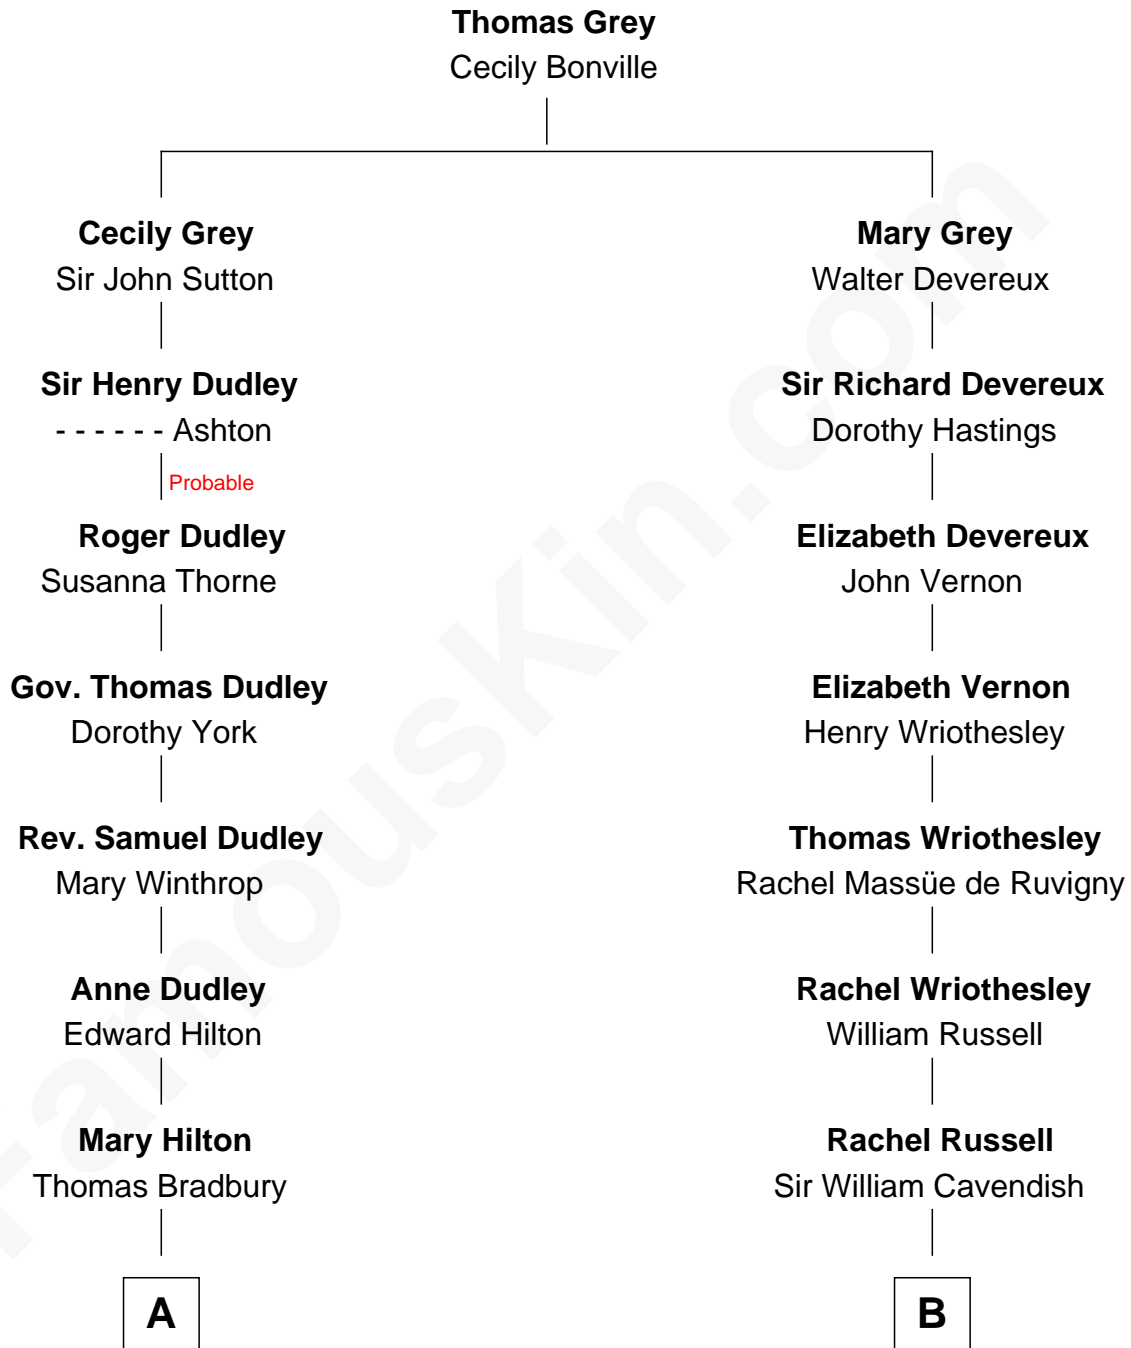 Thomas Grey
Cecily Bonville
Cecily Grey
Sir John Sutton
Mary Grey
Walter Devereux
Sir Henry Dudley
- - - - - - Ashton
Sir Richard Devereux
Dorothy Hastings
Probable
Roger Dudley
Susanna Thorne
Elizabeth Devereux
John Vernon
Gov. Thomas Dudley
Dorothy York
Elizabeth Vernon
Henry Wriothesley
Rev. Samuel Dudley
Mary Winthrop
Thomas Wriothesley
Rachel Massüe de Ruvigny
Anne Dudley
Edward Hilton
Rachel Wriothesley
William Russell
Mary Hilton
Thomas Bradbury
Rachel Russell
Sir William Cavendish
A
B
FamousKin.com